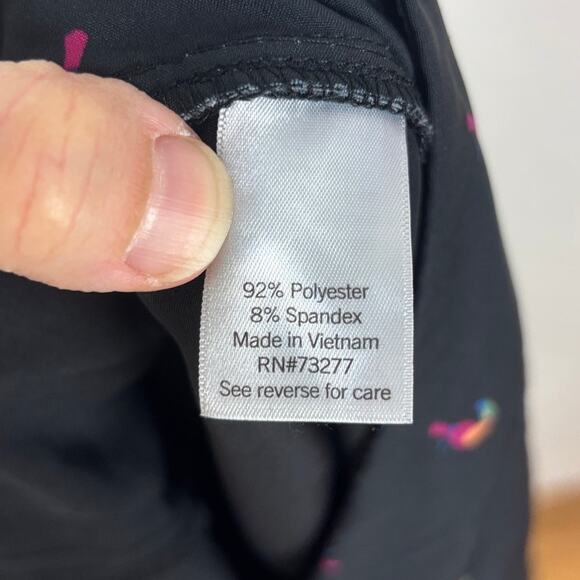 92% Polyester
8% Spandex
Made in Vietnam
RN#73277
See reverse for care